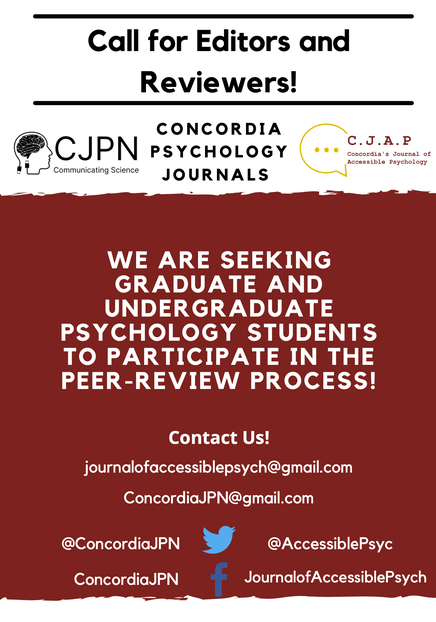 Call for Editors and
Reviewers!
CJPN
Communicating Science
CONCORDIA
PSYCHOLOGY
JOURNALS
C.J.A.P
Concordia's Journal of
Accessible Psychology
WE ARE SEEKING
GRADUATE AND
UNDERGRADUATE
PSYCHOLOGY STUDENTS
TO PARTICIPATE IN THE
PEER-REVIEW PROCESS!
Contact Us!
journalofaccessiblepsych@gmail.com
ConcordiaJPN@gmail.com
@ConcordiaJPN @AccessiblePsyc
ConcordiaJPN JournalofAccessiblePsych